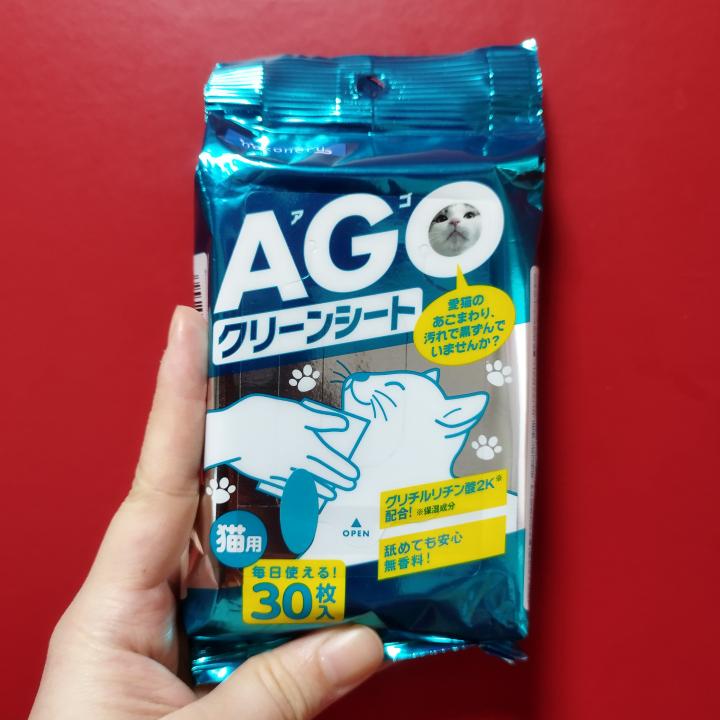 nekoneru
ア ゴ
AGO
クリーンシート
愛猫の
あごまわり、
汚れで黒ずんで
いませんか?
グリチルリチン酸2K※
配合! ※保湿成分
OPEN
舐めても安心
無香料!
猫用
毎日使える!
30枚入